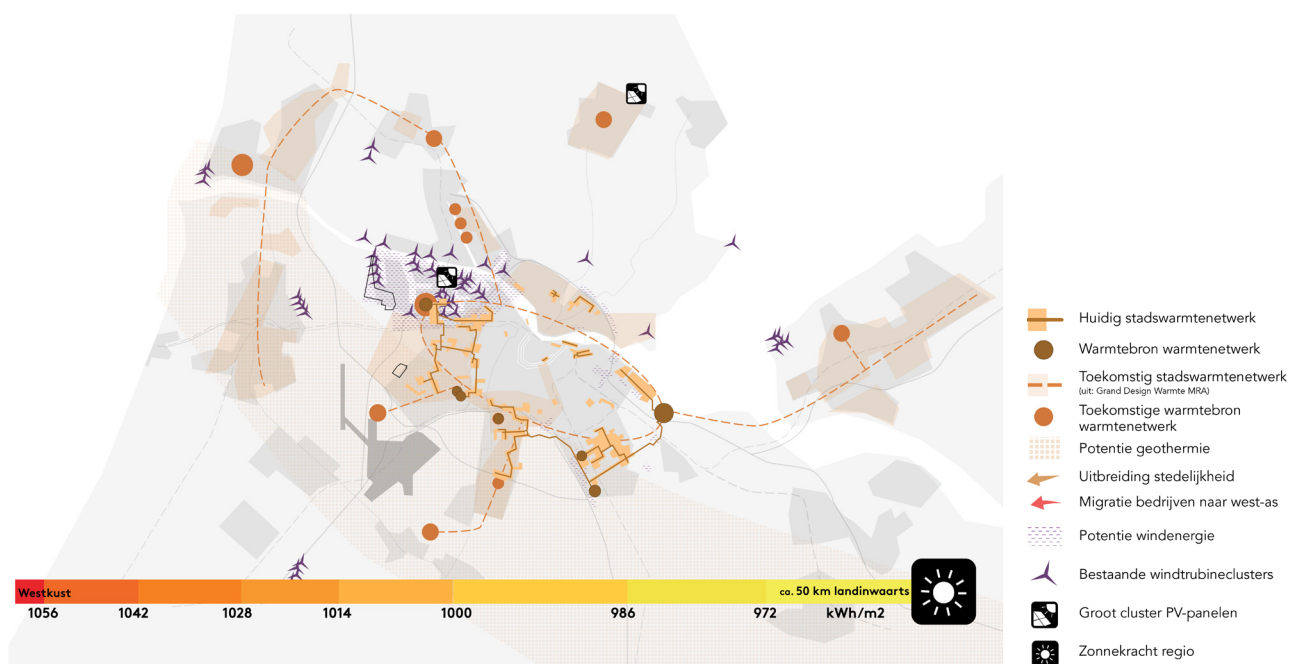 Huidig stadswarmtenetwerk
Warmtebron warmtenetwerk
Toekomstig stadswarmtenetwerk
(uit: Grand Design Warmte MRA)
Toekomstige warmtebron
warmtenetwerk
Potentie geothermie
Uitbreiding stedelijkheid
Migratie bedrijven naar west-as
Potentie windenergie
Bestaande windtrubineclusters
Groot cluster PV-panelen
Zonnekracht regio
Westkust
ca. 50 km landinwaarts
1056 1042 1028 1014 1000 986 972 kWh/m2